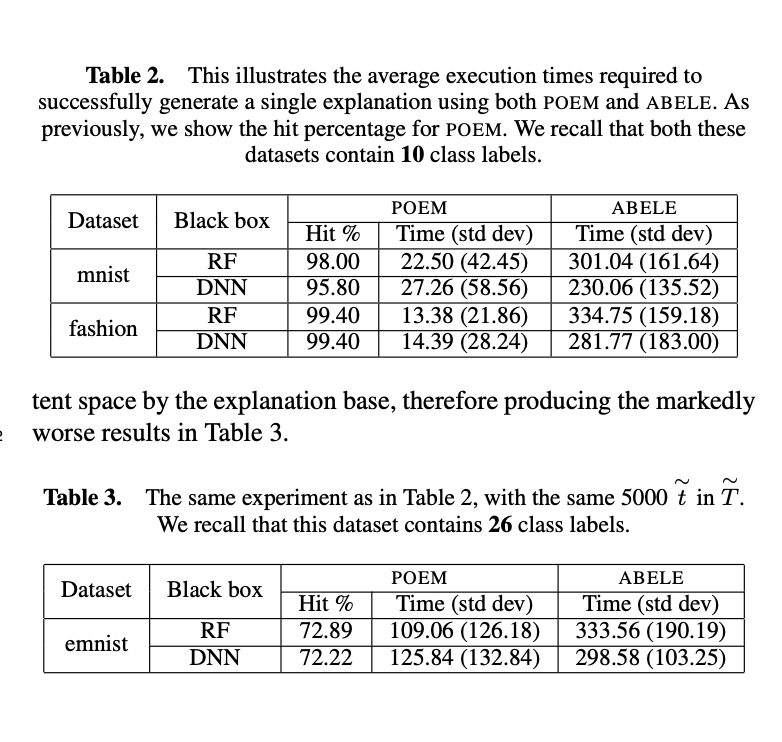 Table 2. This illustrates the average execution times required to
successfully generate a single explanation using both POEM and ABELE. As
previously, we show the hit percentage for POEM. We recall that both these
datasets contain 10 class labels.
Dataset Black box POEM ABELE
Hit % Time (std dev) Time (std dev)
mnist RF 98.00 22.50 (42.45) 301.04 (161.64)
DNN 95.80 27.26 (58.56) 230.06 (135.52)
fashion RF 99.40 13.38 (21.86) 334.75 (159.18)
DNN 99.40 14.39 (28.24) 281.77 (183.00)
tent space by the explanation base, therefore producing the markedly
2 worse results in Table 3.
Table 3. The same experiment as in Table 2, with the same 5000 t̃ in T̃.
We recall that this dataset contains 26 class labels.
Dataset Black box POEM ABELE
Hit % Time (std dev) Time (std dev)
emnist RF 72.89 109.06 (126.18) 333.56 (190.19)
DNN 72.22 125.84 (132.84) 298.58 (103.25)